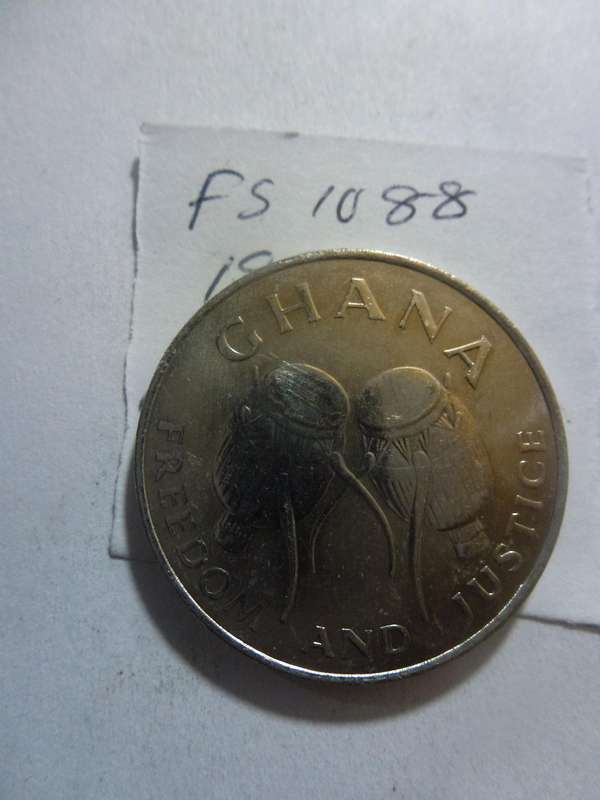 FS 1088
GHANA
FREEDOM AND JUSTICE